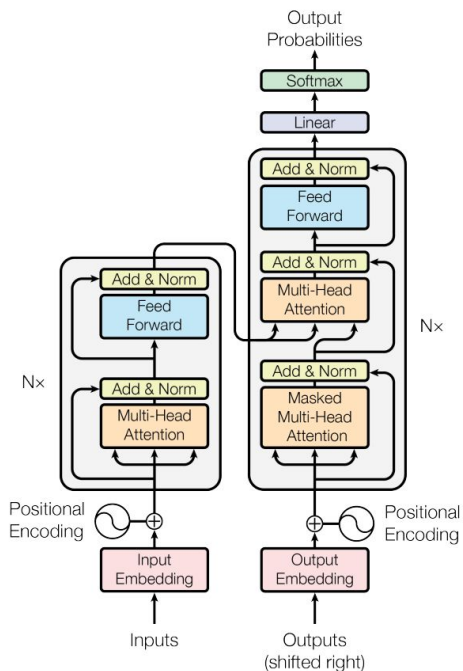 Output
Probabilities
Softmax
Linear
Add & Norm
Feed
Forward
Add & Norm
Multi-Head
Attention
Add & Norm
Masked
Multi-Head
Attention
N×
Positional
Encoding
Output
Embedding
Outputs
(shifted right)
Add & Norm
Feed
Forward
Add & Norm
Multi-Head
Attention
N×
Positional
Encoding
Input
Embedding
Inputs